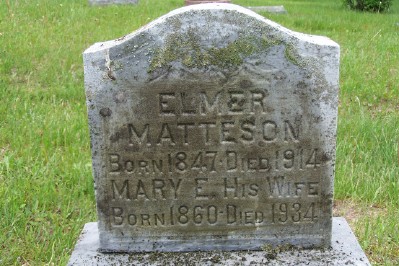 ELMER
MATTESON
BORN 1847 · DIED 1914
MARY E. HIS WIFE
BORN 1860 · DIED 1934